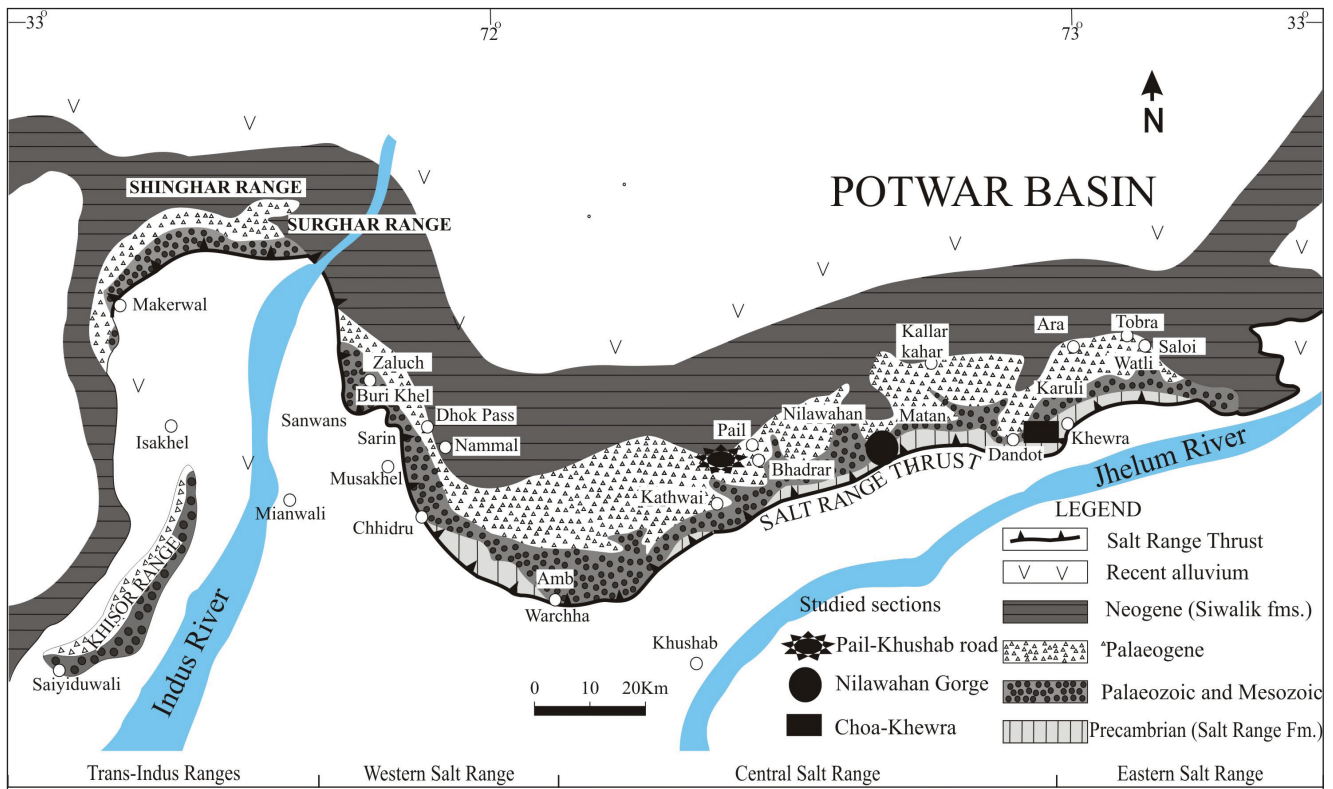 33°
72°
73°
33°
N
SHINGHAR RANGE
SURGHAR RANGE
POTWAR BASIN
Makerwal
Isakhel
Mianwali
KHISOR RANGE
Saiyiduwali
Indus River
Zaluch
Buri Khel
Sanwans
Dhok Pass
Sarin
Nammal
Musakhel
Chhidru
Amb
Warchha
Kathwai
Pail
Bhadrar
Nilawahan
Kallar
kahar
Matan
SALT RANGE THRUST
Ara
Tobra
Saloi
Watli
Karuli
Khewra
Dandot
Jhelum River
Khushab
0 10 20Km
Studied sections
Pail-Khushab road
Nilawahan Gorge
Choa-Khewra
LEGEND
Salt Range Thrust
V V Recent alluvium
Neogene (Siwalik fms.)
Palaeogene
Palaeozoic and Mesozoic
Precambrian (Salt Range Fm.)
Trans-Indus Ranges
Western Salt Range
Central Salt Range
Eastern Salt Range